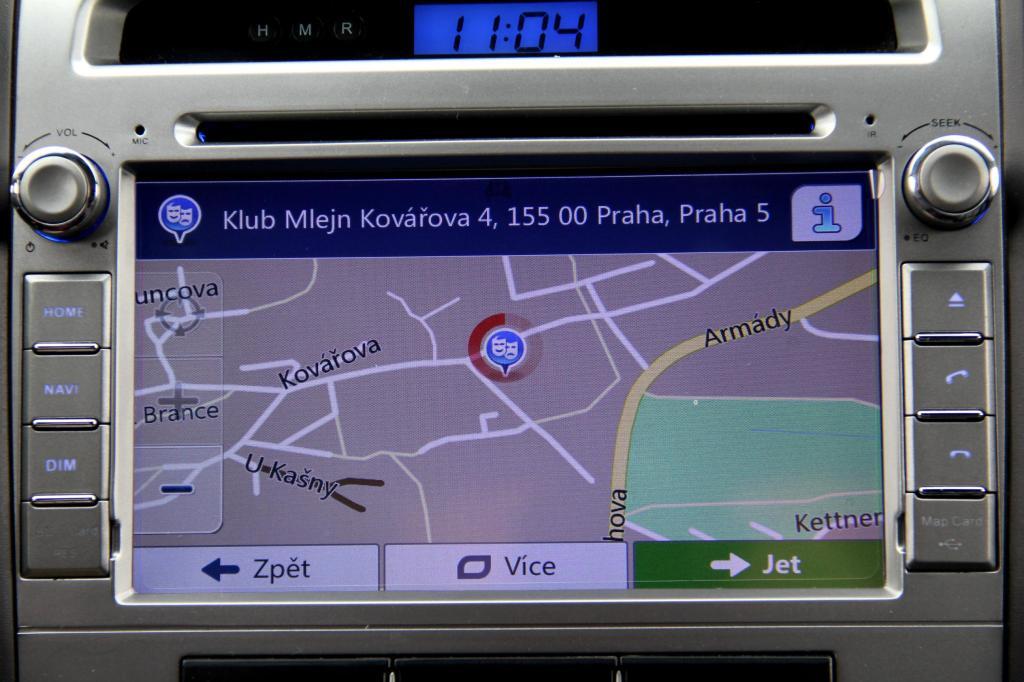 H M R
11:04
VOL
MIC
IR
SEEK
EQ
Klub Mlejn Kovářova 4, 155 00 Praha, Praha 5
HOME
NAVI
DIM
RES
uncova
Kovářova
Armády
Brance
U Kašny
hova
Kettner
Map Card
Zpět
Více
Jet